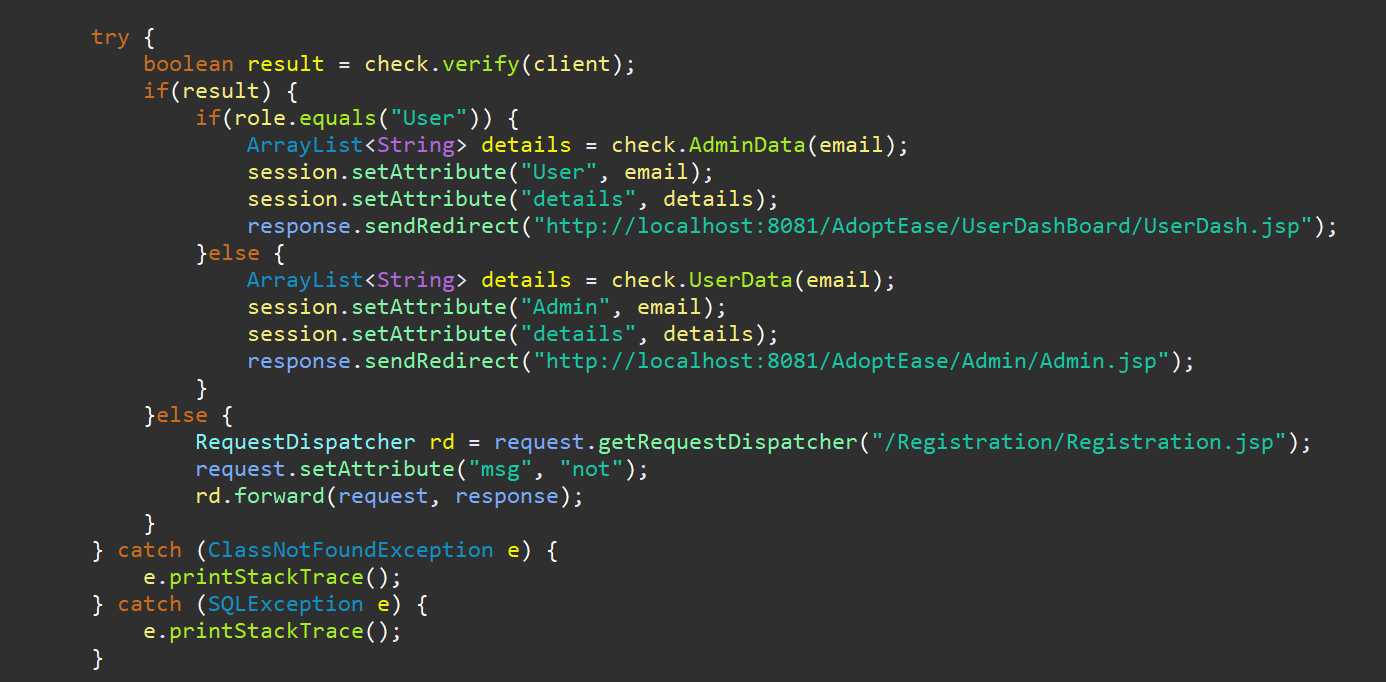 try {
boolean result = check.verify(client);
if(result) {
if(role.equals("User")) {
ArrayList<String> details = check.AdminData(email);
session.setAttribute("User", email);
session.setAttribute("details", details);
response.sendRedirect("http://localhost:8081/AdoptEase/UserDashBoard/UserDash.jsp");
}else {
ArrayList<String> details = check.UserData(email);
session.setAttribute("Admin", email);
session.setAttribute("details", details);
response.sendRedirect("http://localhost:8081/AdoptEase/Admin/Admin.jsp");
}
}else {
RequestDispatcher rd = request.getRequestDispatcher("/Registration/Registration.jsp");
request.setAttribute("msg", "not");
rd.forward(request, response);
}
} catch (ClassNotFoundException e) {
e.printStackTrace();
} catch (SQLException e) {
e.printStackTrace();
}